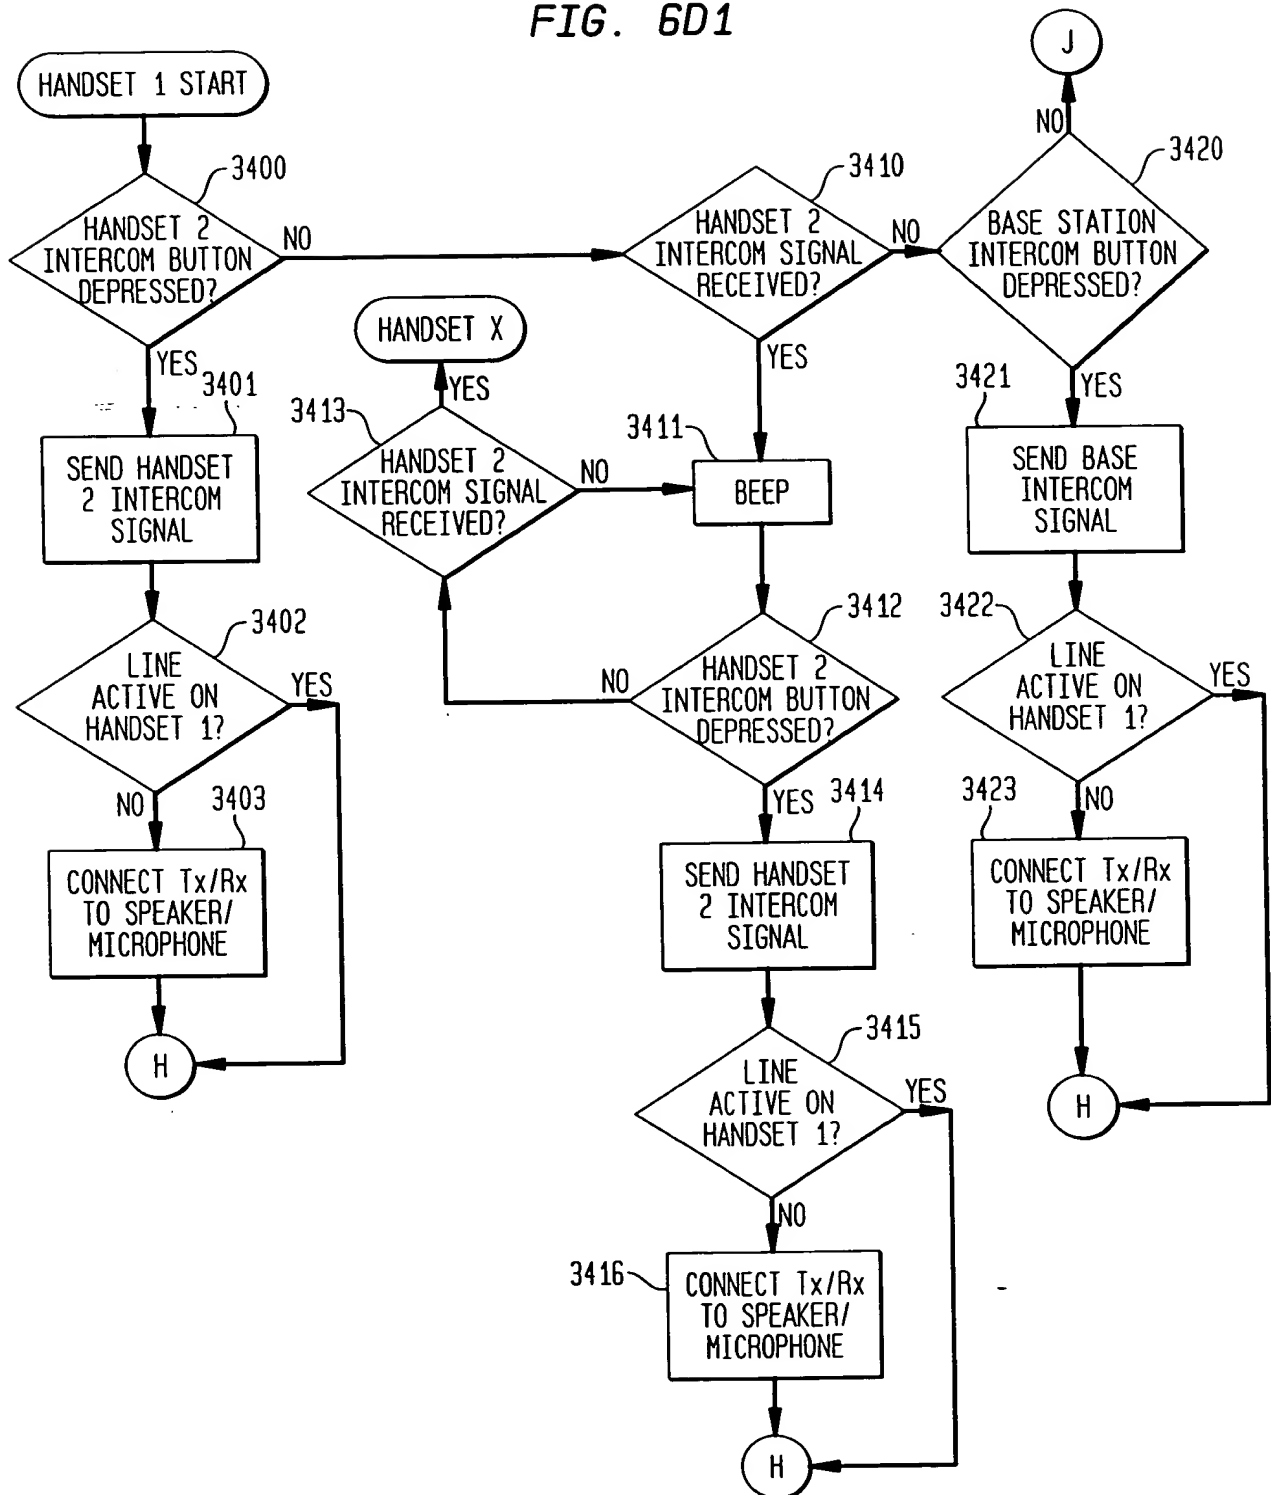 FIG. 6D1
HANDSET 1 START
3400
HANDSET 2
INTERCOM BUTTON
DEPRESSED?
NO
YES
3401
SEND HANDSET
2 INTERCOM
SIGNAL
3402
LINE
ACTIVE ON
HANDSET 1?
YES
NO
3403
CONNECT Tx/Rx
TO SPEAKER/
MICROPHONE
H
HANDSET X
YES
3413
HANDSET 2
INTERCOM SIGNAL
RECEIVED?
NO
3410
HANDSET 2
INTERCOM SIGNAL
RECEIVED?
NO
YES
3411
BEEP
3412
HANDSET 2
INTERCOM BUTTON
DEPRESSED?
NO
YES
3414
SEND HANDSET
2 INTERCOM
SIGNAL
3415
LINE
ACTIVE ON
HANDSET 1?
YES
NO
3416
CONNECT Tx/Rx
TO SPEAKER/
MICROPHONE
H
J
NO
3420
BASE STATION
INTERCOM BUTTON
DEPRESSED?
YES
3421
SEND BASE
INTERCOM
SIGNAL
3422
LINE
ACTIVE ON
HANDSET 1?
YES
NO
3423
CONNECT Tx/Rx
TO SPEAKER/
MICROPHONE
H